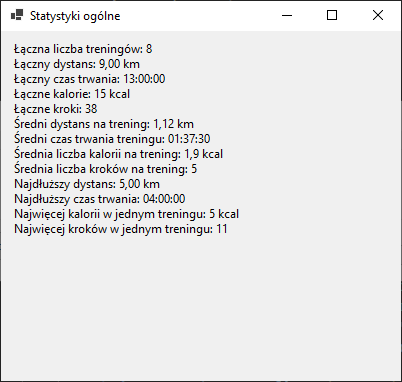 Statystyki ogólne
Łączna liczba treningów: 8
Łączny dystans: 9,00 km
Łączny czas trwania: 13:00:00
Łączne kalorie: 15 kcal
Łączne kroki: 38
Średni dystans na trening: 1,12 km
Średni czas trwania treningu: 01:37:30
Średnia liczba kalorii na trening: 1,9 kcal
Średnia liczba kroków na trening: 5
Najdłuższy dystans: 5,00 km
Najdłuższy czas trwania: 04:00:00
Najwięcej kalorii w jednym treningu: 5 kcal
Najwięcej kroków w jednym treningu: 11